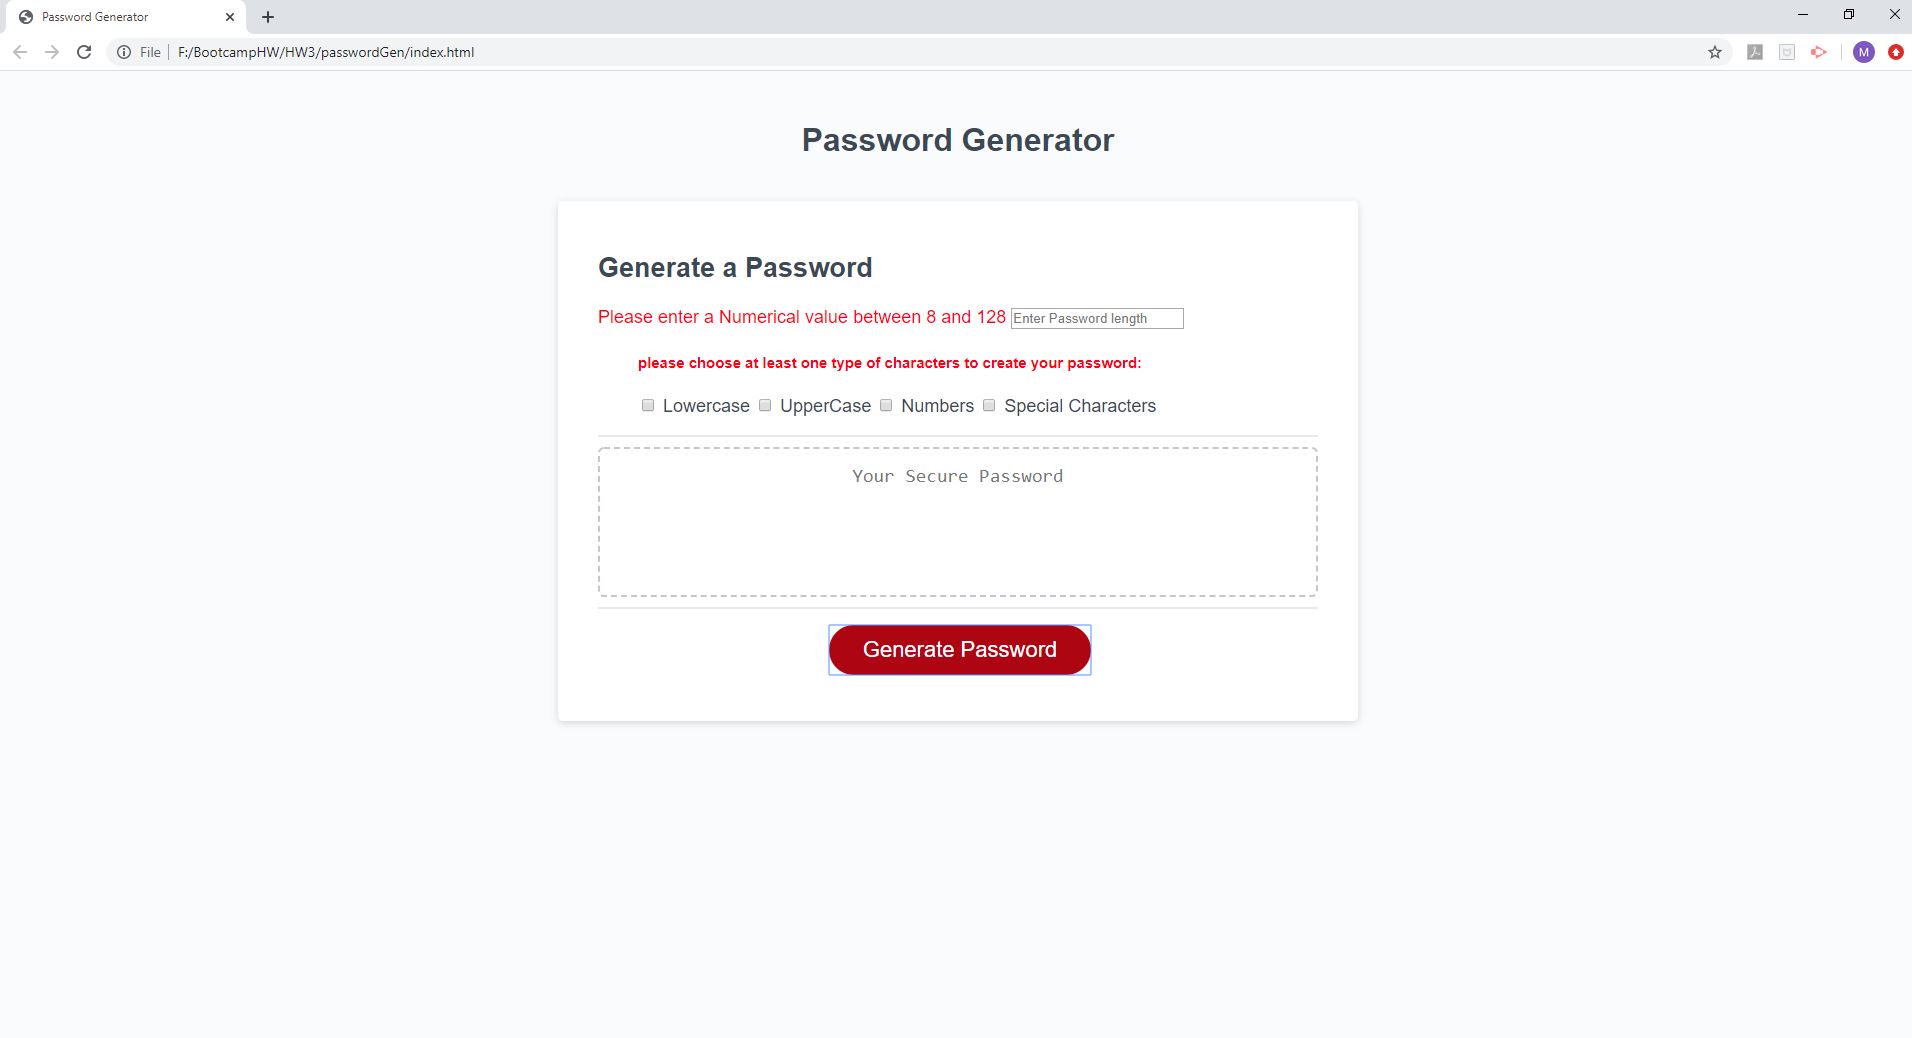 Password Generator
File F:/BootcampHW/HW3/passwordGen/index.html
M
Password Generator
Generate a Password
Please enter a Numerical value between 8 and 128 Enter Password length
please choose at least one type of characters to create your password:
Lowercase UpperCase Numbers Special Characters
Your Secure Password
Generate Password